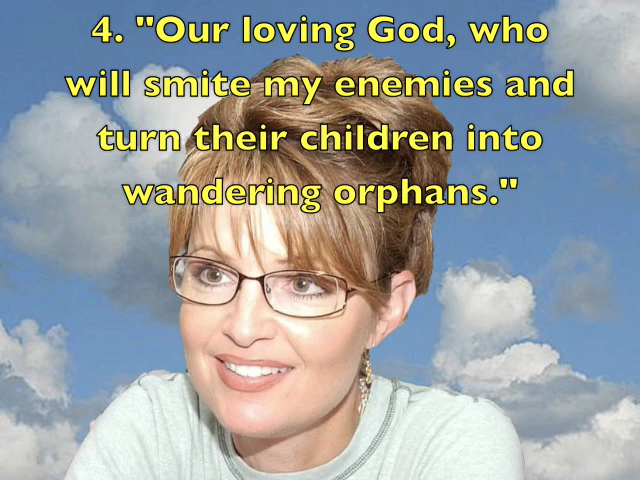 4. "Our loving God, who
will smite my enemies and
turn their children into
wandering orphans."